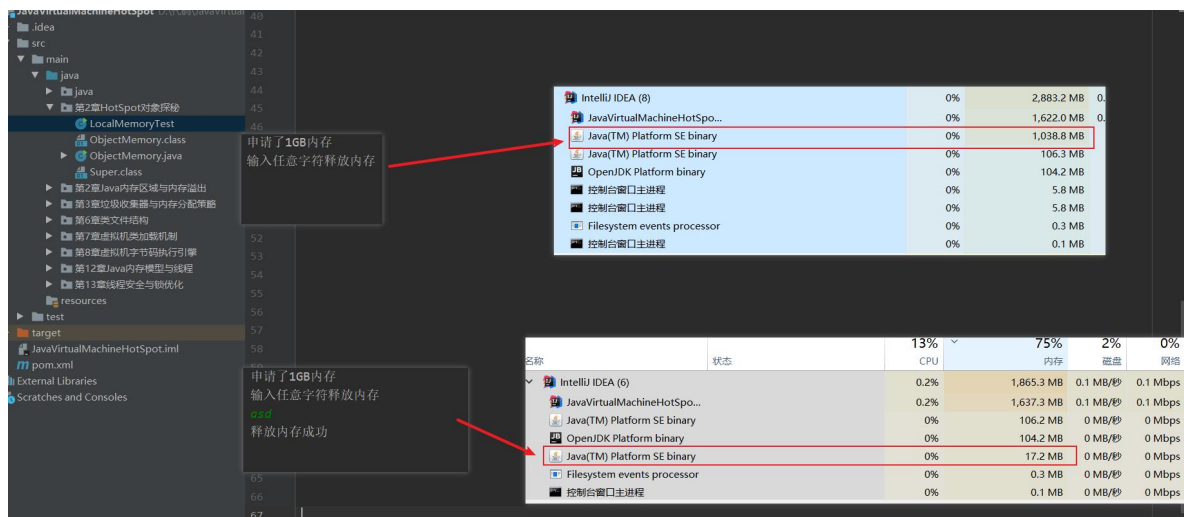 JavaVirtualMachineHotSpot
.idea
src
main
java
java
第2章HotSpot对象探秘
LocalMemoryTest
ObjectMemory.class
ObjectMemory.java
Super.class
第2章Java内存区域与内存溢出
第3章垃圾收集器与内存分配策略
第6章类文件结构
第7章虚拟机类加载机制
第8章虚拟机字节码执行引擎
第12章Java内存模型与线程
第13章线程安全与锁优化
resources
test
target
JavaVirtualMachineHotSpot.iml
pom.xml
External Libraries
Scratches and Consoles
40
41
42
43
44
45
46
52
53
54
55
56
57
58
65
66
67
申请了1GB内存
输入任意字符释放内存
IntelliJ IDEA (8) 0% 2,883.2 MB 0.
JavaVirtualMachineHotSpo... 0% 1,622.0 MB 0.
Java(TM) Platform SE binary 0% 1,038.8 MB
Java(TM) Platform SE binary 0% 106.3 MB
OpenJDK Platform binary 0% 104.2 MB
控制台窗口主进程 0% 5.8 MB
控制台窗口主进程 0% 5.8 MB
Filesystem events processor 0% 0.3 MB
控制台窗口主进程 0% 0.1 MB
申请了1GB内存
输入任意字符释放内存
asd
释放内存成功
13% 75% 2% 0%
名称 状态 CPU 内存 磁盘 网络
IntelliJ IDEA (6) 0.2% 1,865.3 MB 0.1 MB/秒 0.1 Mbps
JavaVirtualMachineHotSpo... 0.2% 1,637.3 MB 0.1 MB/秒 0.1 Mbps
Java(TM) Platform SE binary 0% 106.2 MB 0 MB/秒 0 Mbps
OpenJDK Platform binary 0% 104.2 MB 0 MB/秒 0 Mbps
Java(TM) Platform SE binary 0% 17.2 MB 0 MB/秒 0 Mbps
Filesystem events processor 0% 0.3 MB 0 MB/秒 0 Mbps
控制台窗口主进程 0% 0.1 MB 0 MB/秒 0 Mbps